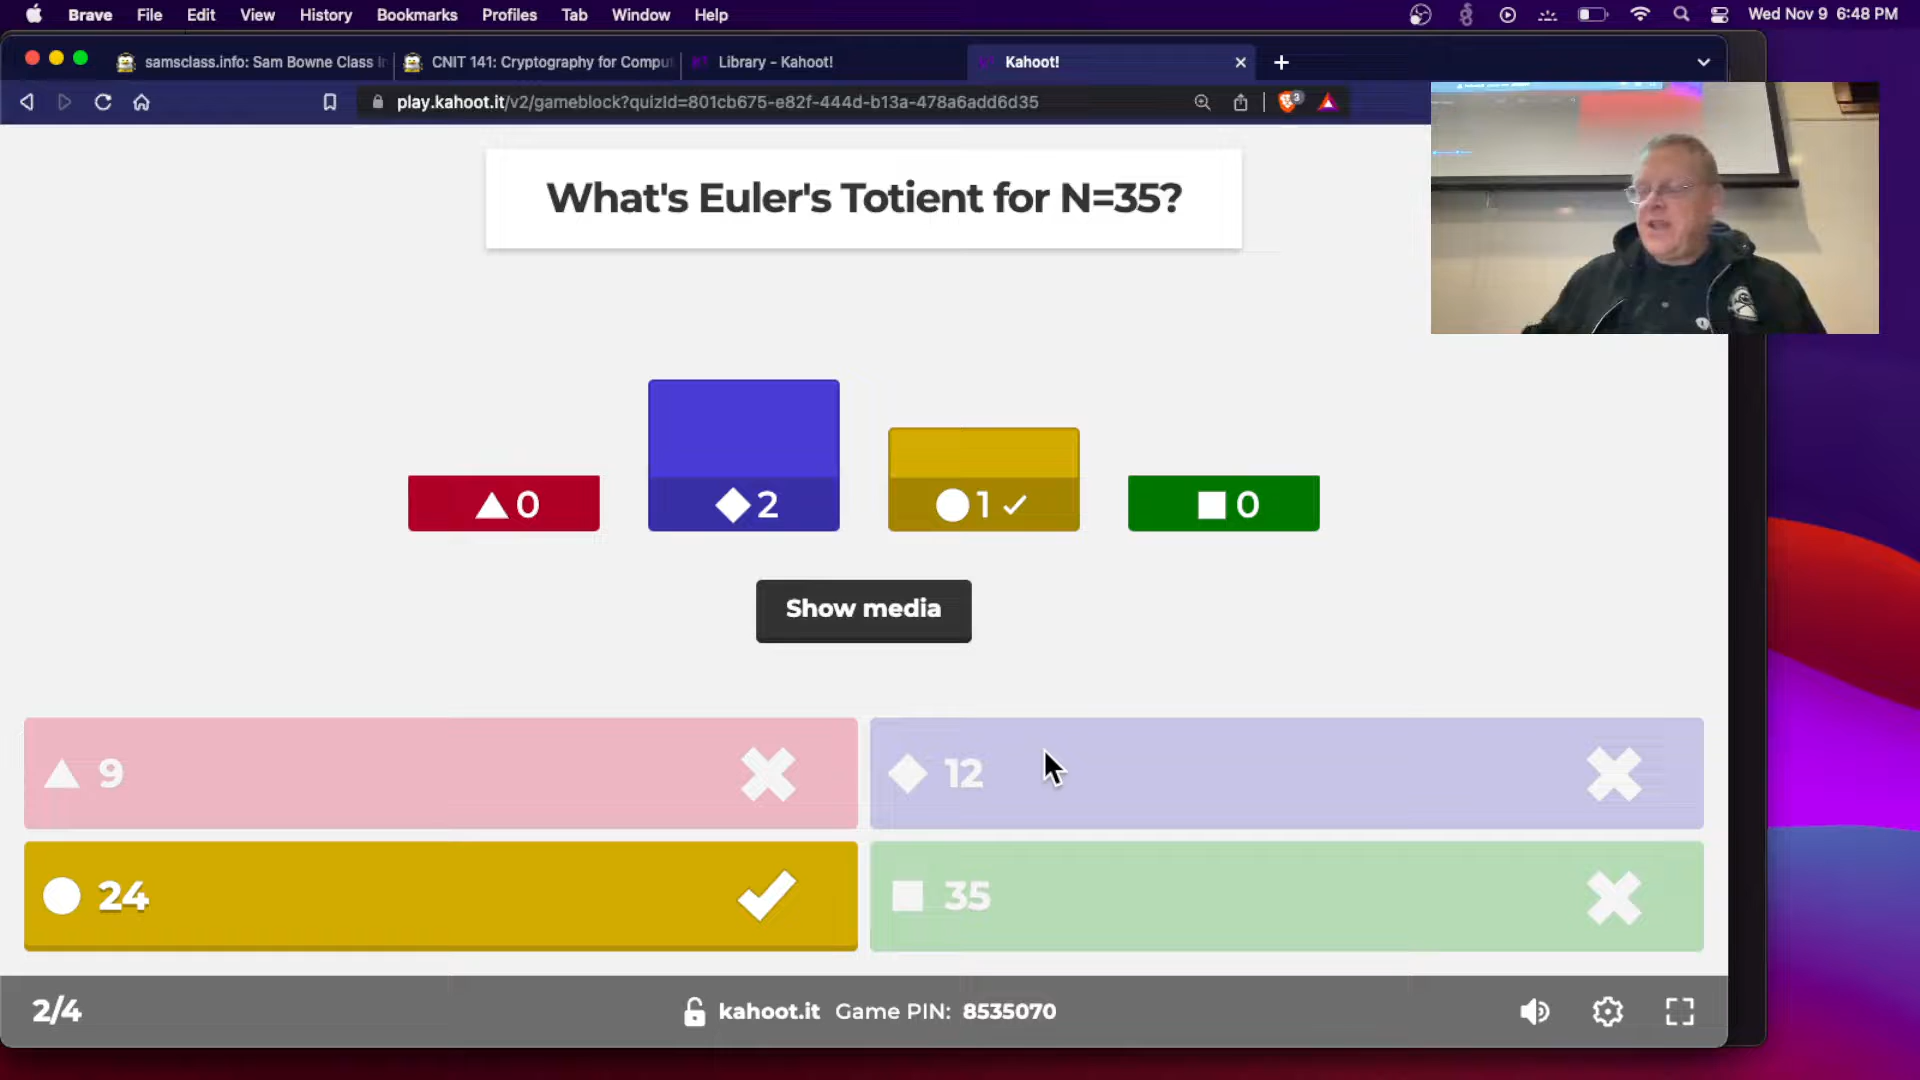 Brave File Edit View History Bookmarks Profiles Tab Window Help Wed Nov 9 6:48 PM
samsclass.info: Sam Bowne Class In CNIT 141: Cryptography for Compu Library - Kahoot! Kahoot!
play.kahoot.it/v2/gameblock?quizId=801cb675-e82f-444d-b13a-478a6add6d35
3
What's Euler's Totient for N=35?
0 2 1 0
Show media
9 12
24 35
2/4 kahoot.it Game PIN: 8535070